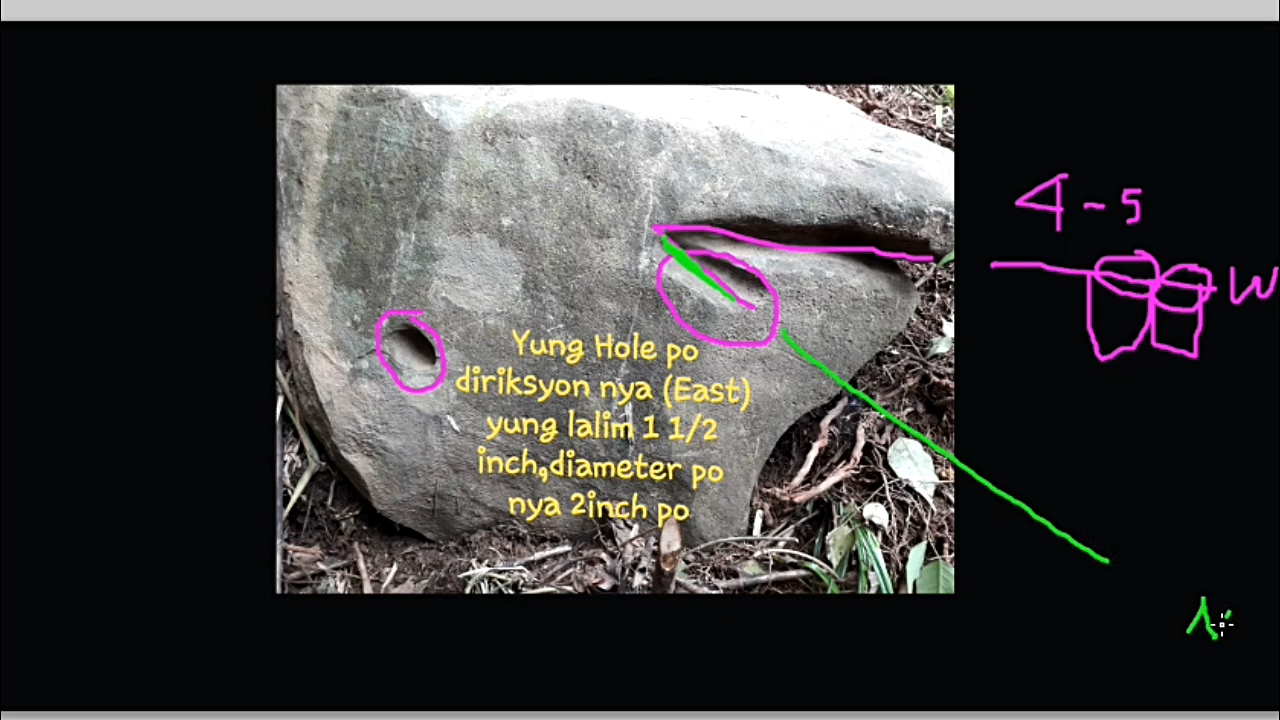 4-5
W
Yung Hole po
diriksyon nya (East)
yung lalim 1 1/2
inch,diameter po
nya 2inch po